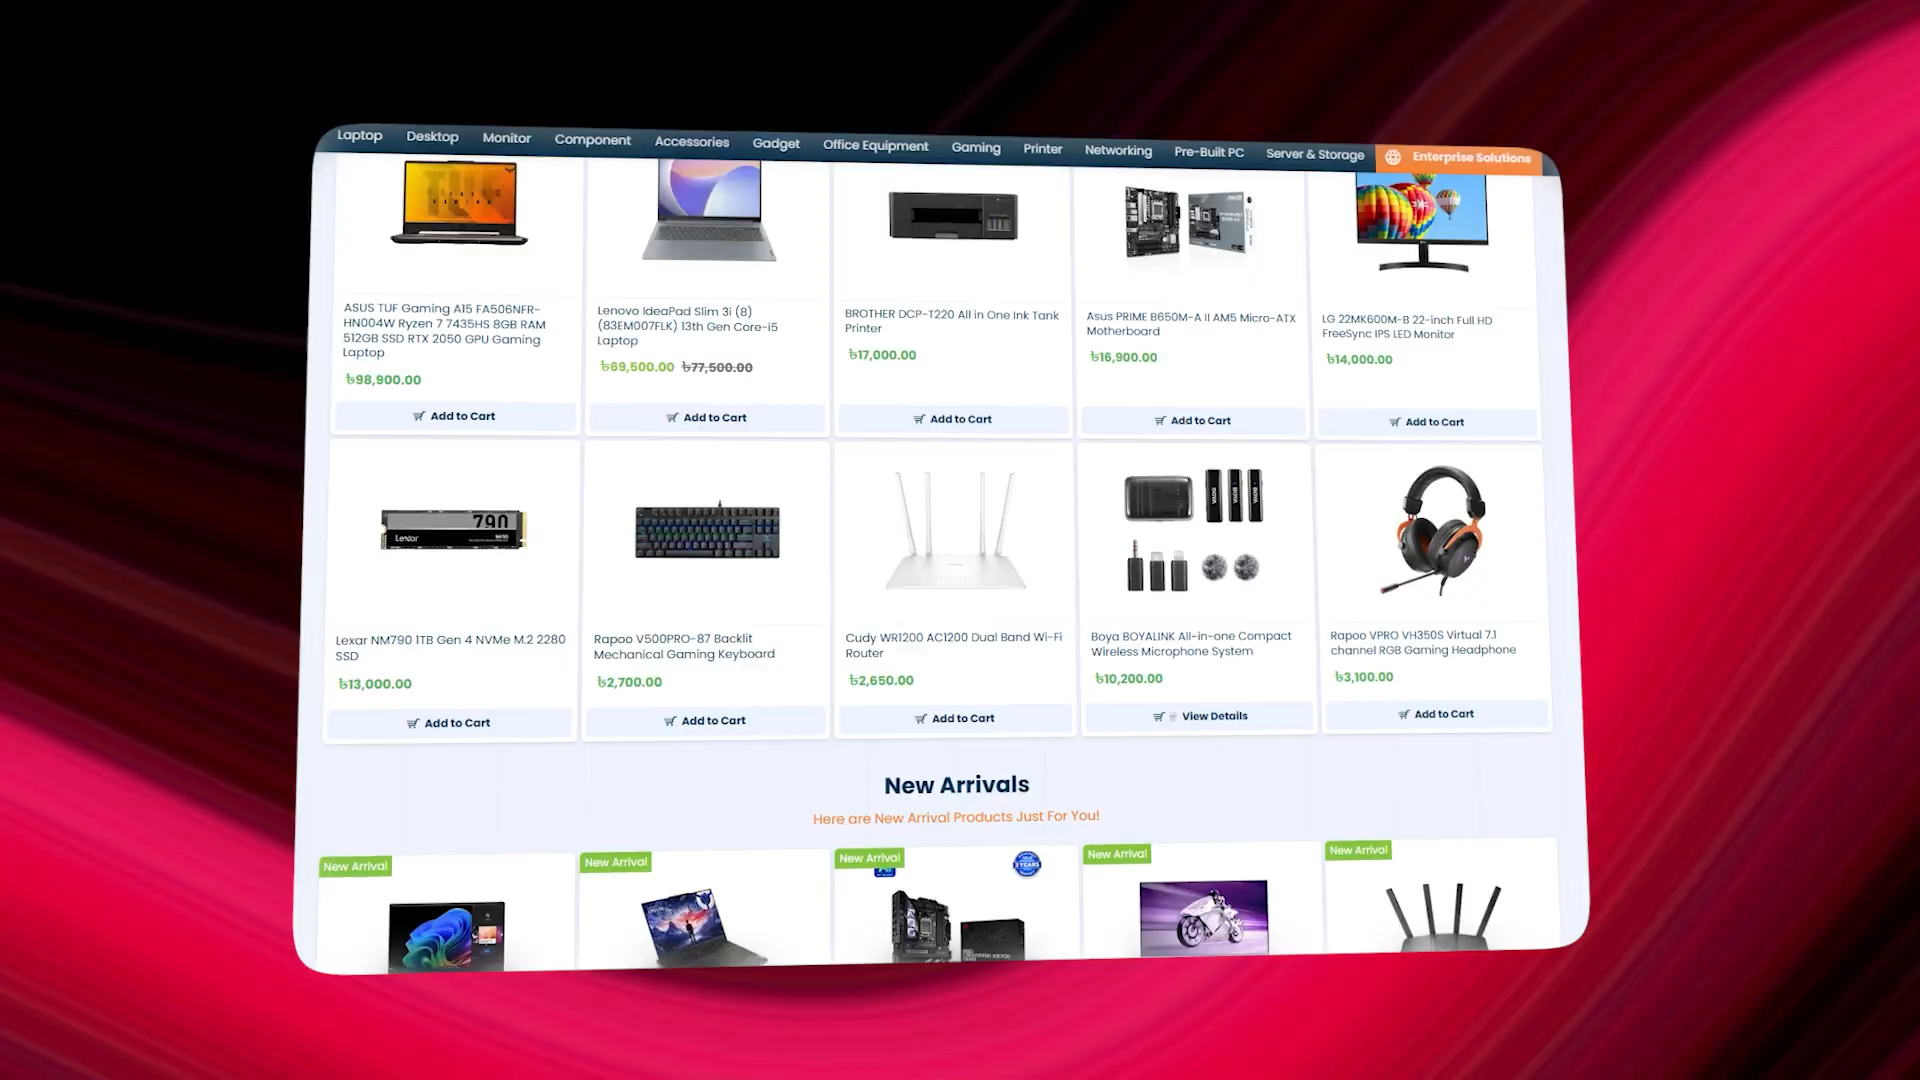 Laptop Desktop Monitor Component Accessories Gadget Office Equipment Gaming Printer Networking Pre-Built PC Server & Storage Enterprise Solutions
ASUS TUF Gaming A15 FA506NFR-
HN004W Ryzen 7 7435HS 8GB RAM
512GB SSD RTX 2050 GPU Gaming
Laptop
৳98,900.00
Add to Cart
Lenovo IdeaPad Slim 3i (8)
(83EM007FLK) 13th Gen Core-i5
Laptop
৳69,500.00 ৳77,500.00
Add to Cart
BROTHER DCP-T220 All in One Ink Tank
Printer
৳17,000.00
Add to Cart
Asus PRIME B650M-A II AM5 Micro-ATX
Motherboard
৳16,900.00
Add to Cart
LG 22MK600M-B 22-inch Full HD
FreeSync IPS LED Monitor
৳14,000.00
Add to Cart
790
Lexar
Lexar NM790 1TB Gen 4 NVMe M.2 2280
SSD
৳13,000.00
Add to Cart
Rapoo V500PRO-87 Backlit
Mechanical Gaming Keyboard
৳2,700.00
Add to Cart
Cudy WR1200 AC1200 Dual Band Wi-Fi
Router
৳2,650.00
Add to Cart
BOYA BOYA BOYA
Boya BOYALINK All-in-one Compact
Wireless Microphone System
৳10,200.00
View Details
Rapoo VPRO VH350S Virtual 7.1
channel RGB Gaming Headphone
৳3,100.00
Add to Cart
New Arrivals
Here are New Arrival Products Just For You!
New Arrival
New Arrival
New Arrival
3 YEARS
New Arrival
New Arrival